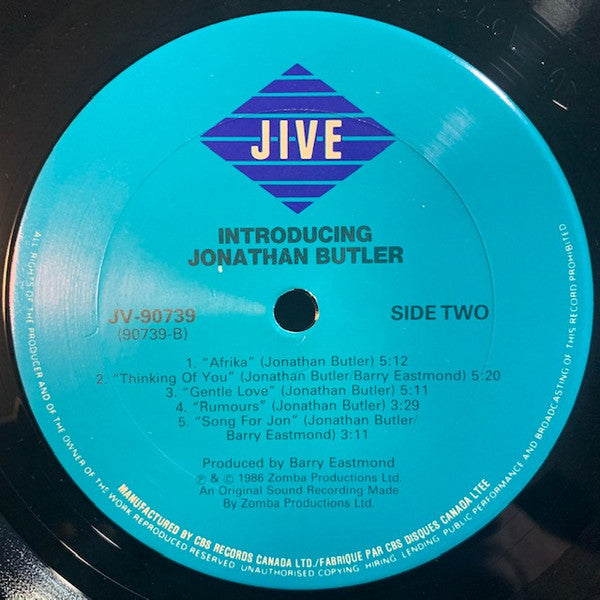 JIVE
INTRODUCING
JONATHAN BUTLER
JV-90739
(90739-B)
SIDE TWO
1. "Afrika" (Jonathan Butler) 5:12
2. "Thinking Of You" (Jonathan Butler/Barry Eastmond) 5:20
3. "Gentle Love" (Jonathan Butler) 5:11
4. "Rumours" (Jonathan Butler) 3:29
5. "Song For Jon" (Jonathan Butler/
Barry Eastmond) 3:11
Produced by Barry Eastmond
℗ & © 1986 Zomba Productions Ltd.
An Original Sound Recording Made
By Zomba Productions Ltd.
MANUFACTURED BY CBS RECORDS CANADA LTD./FABRIQUE PAR CBS DISQUES CANADA LTEE
ALL RIGHTS OF THE PRODUCER AND OF THE OWNER OF THE WORK REPRODUCED RESERVED. UNAUTHORISED COPYING, HIRING, LENDING, PUBLIC PERFORMANCE AND BROADCASTING OF THIS RECORD PROHIBITED